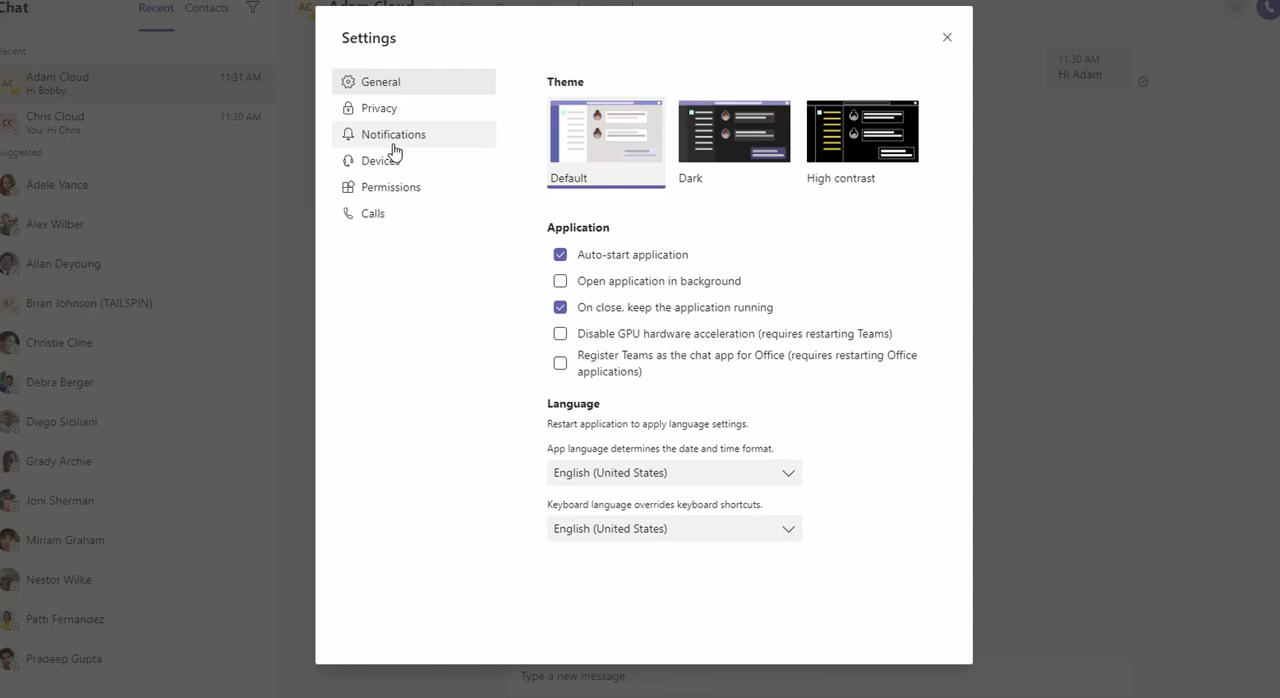 Chat
Recent
Contacts
Recent
AC
Adam Cloud
11:31 AM
Hi Bobby
CC
Chris Cloud
11:30 AM
You: Hi Chris
Suggested
Adele Vance
Alex Wilber
Allan Deyoung
Brian Johnson (TAILSPIN)
Christie Cline
Debra Berger
Diego Siciliani
Grady Archie
Joni Sherman
Miriam Graham
Nestor Wilke
Patti Fernandez
Pradeep Gupta
AC
Adam Cloud
Settings
General
Privacy
Notifications
Devices
Permissions
Calls
Theme
Default
Dark
High contrast
Application
Auto-start application
Open application in background
On close, keep the application running
Disable GPU hardware acceleration (requires restarting Teams)
Register Teams as the chat app for Office (requires restarting Office
applications)
Language
Restart application to apply language settings.
App language determines the date and time format.
English (United States)
Keyboard language overrides keyboard shortcuts.
English (United States)
11:30 AM
Hi Adam
Type a new message